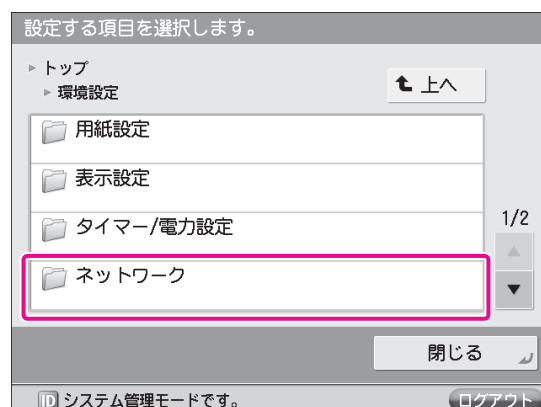 設定する項目を選択します。
トップ
環境設定
上へ
用紙設定
表示設定
タイマー/電力設定
ネットワーク
1/2
閉じる
ID システム管理モードです。
ログアウト